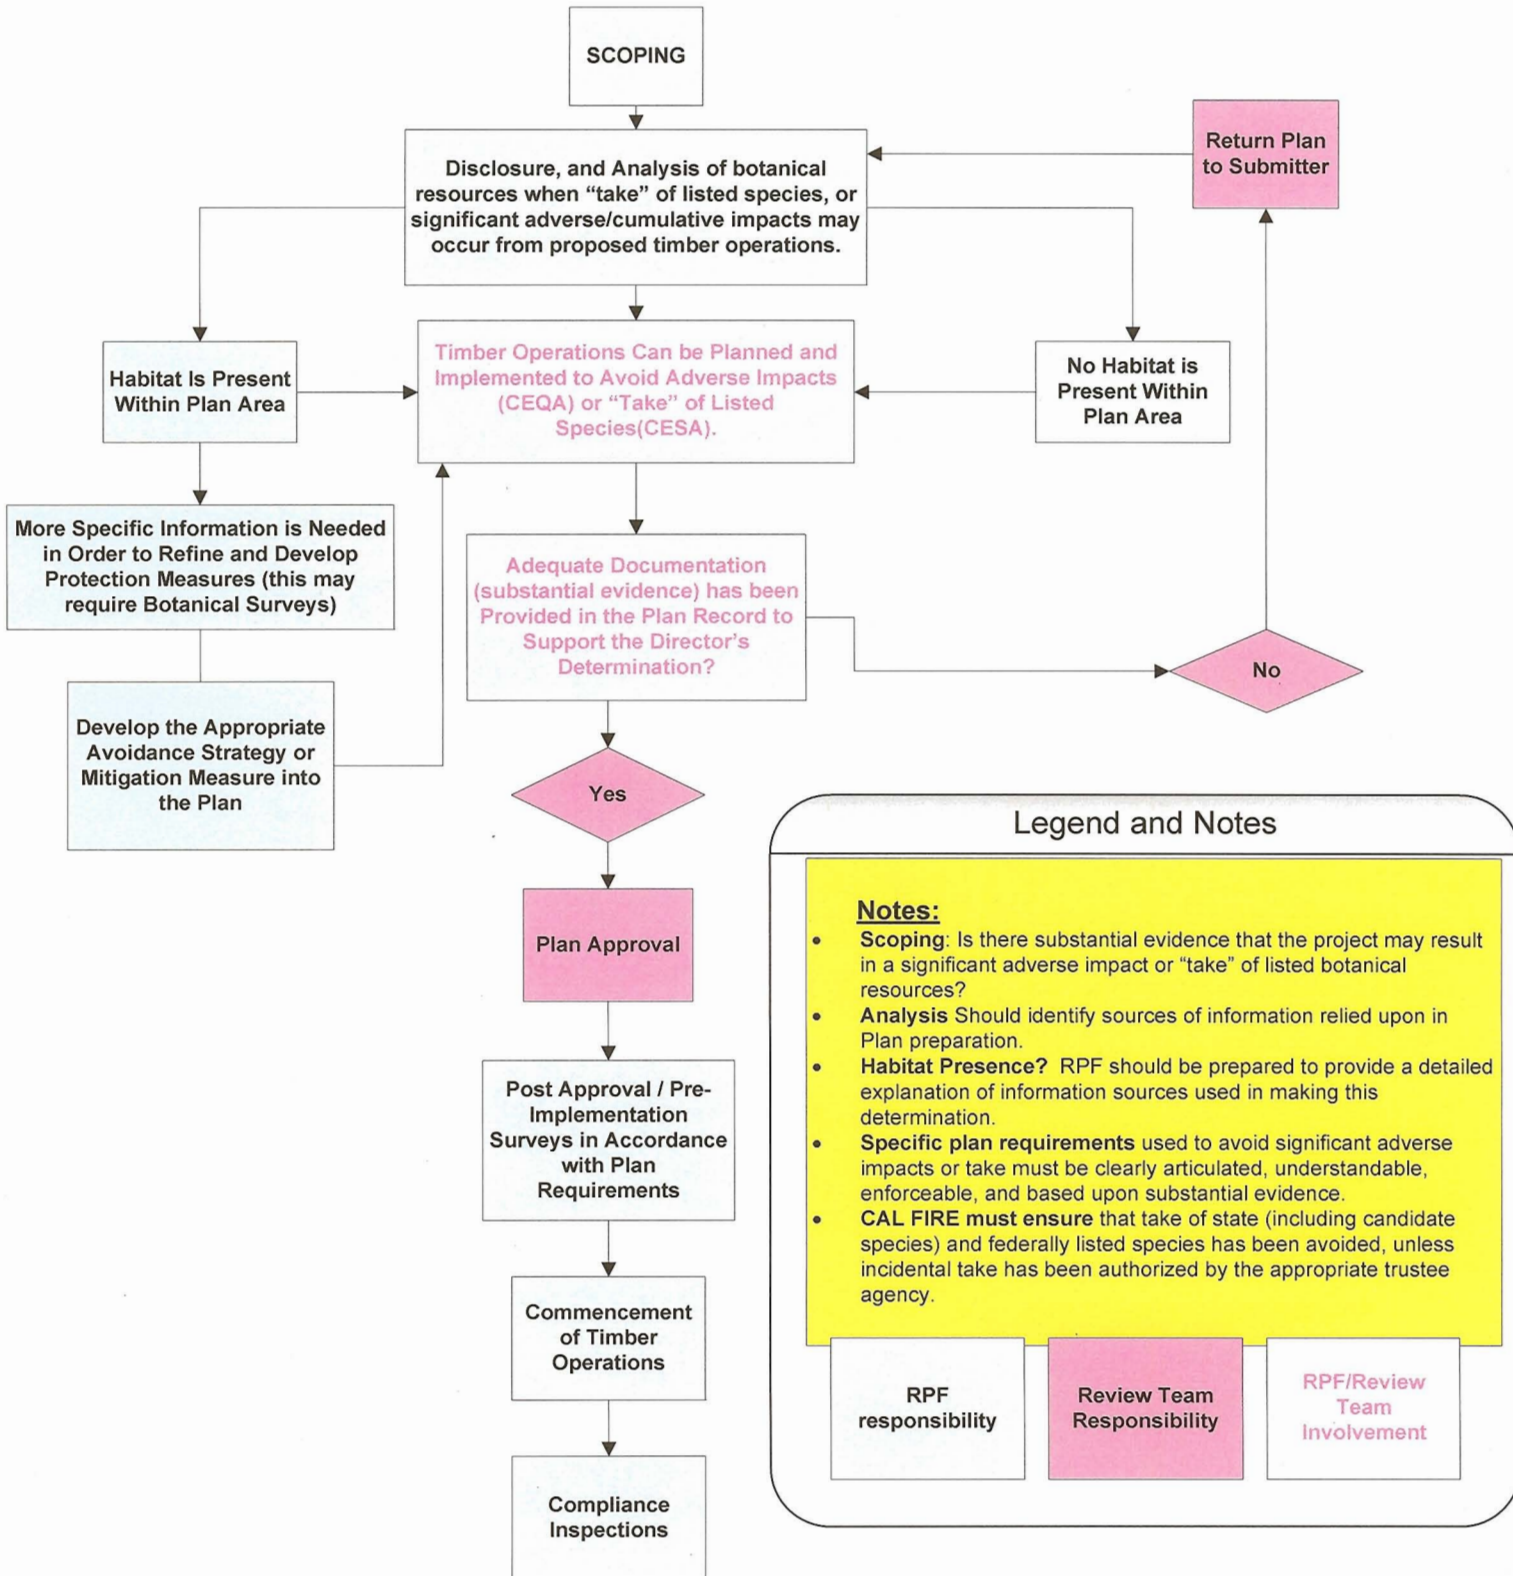 SCOPING
Return Plan
to Submitter
Disclosure, and Analysis of botanical
resources when “take” of listed species, or
significant adverse/cumulative impacts may
occur from proposed timber operations.
Habitat Is Present
Within Plan Area
Timber Operations Can be Planned and
Implemented to Avoid Adverse Impacts
(CEQA) or “Take” of Listed
Species(CESA).
No Habitat is
Present Within
Plan Area
More Specific Information is Needed
in Order to Refine and Develop
Protection Measures (this may
require Botanical Surveys)
Adequate Documentation
(substantial evidence) has been
Provided in the Plan Record to
Support the Director’s
Determination?
No
Develop the Appropriate
Avoidance Strategy or
Mitigation Measure into
the Plan
Yes
Plan Approval
Post Approval / Pre-
Implementation
Surveys in Accordance
with Plan
Requirements
Commencement
of Timber
Operations
Compliance
Inspections
Legend and Notes
Notes:
• Scoping: Is there substantial evidence that the project may result
in a significant adverse impact or “take” of listed botanical
resources?
• Analysis Should identify sources of information relied upon in
Plan preparation.
• Habitat Presence? RPF should be prepared to provide a detailed
explanation of information sources used in making this
determination.
• Specific plan requirements used to avoid significant adverse
impacts or take must be clearly articulated, understandable,
enforceable, and based upon substantial evidence.
• CAL FIRE must ensure that take of state (including candidate
species) and federally listed species has been avoided, unless
incidental take has been authorized by the appropriate trustee
agency.
RPF
responsibility
Review Team
Responsibility
RPF/Review
Team
Involvement